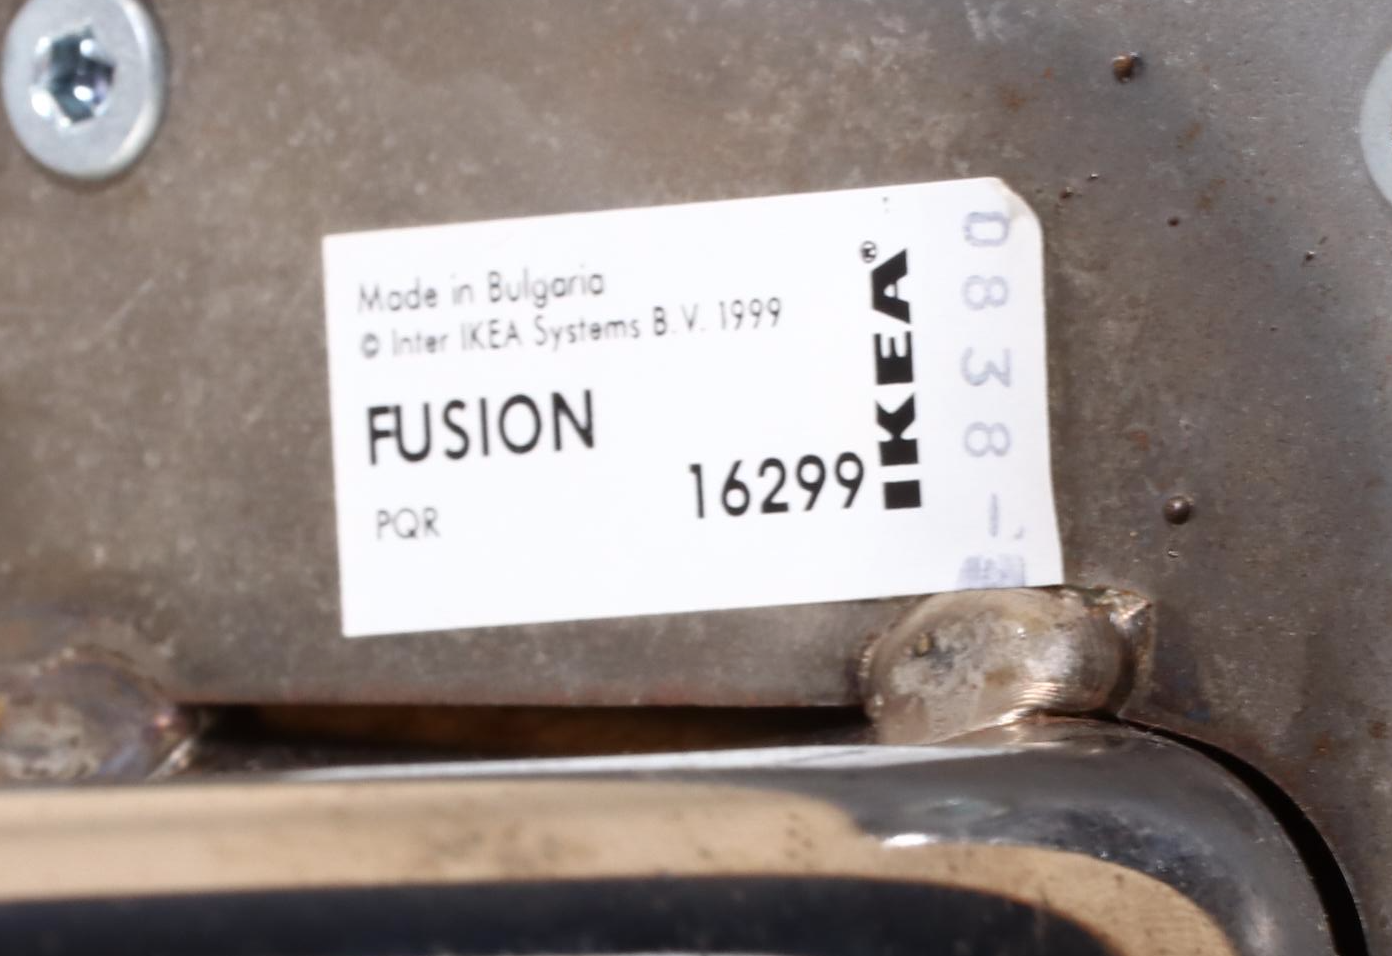 Made in Bulgaria
© Inter IKEA Systems B.V. 1999
FUSION
16299
PQR
IKEA®
0838-